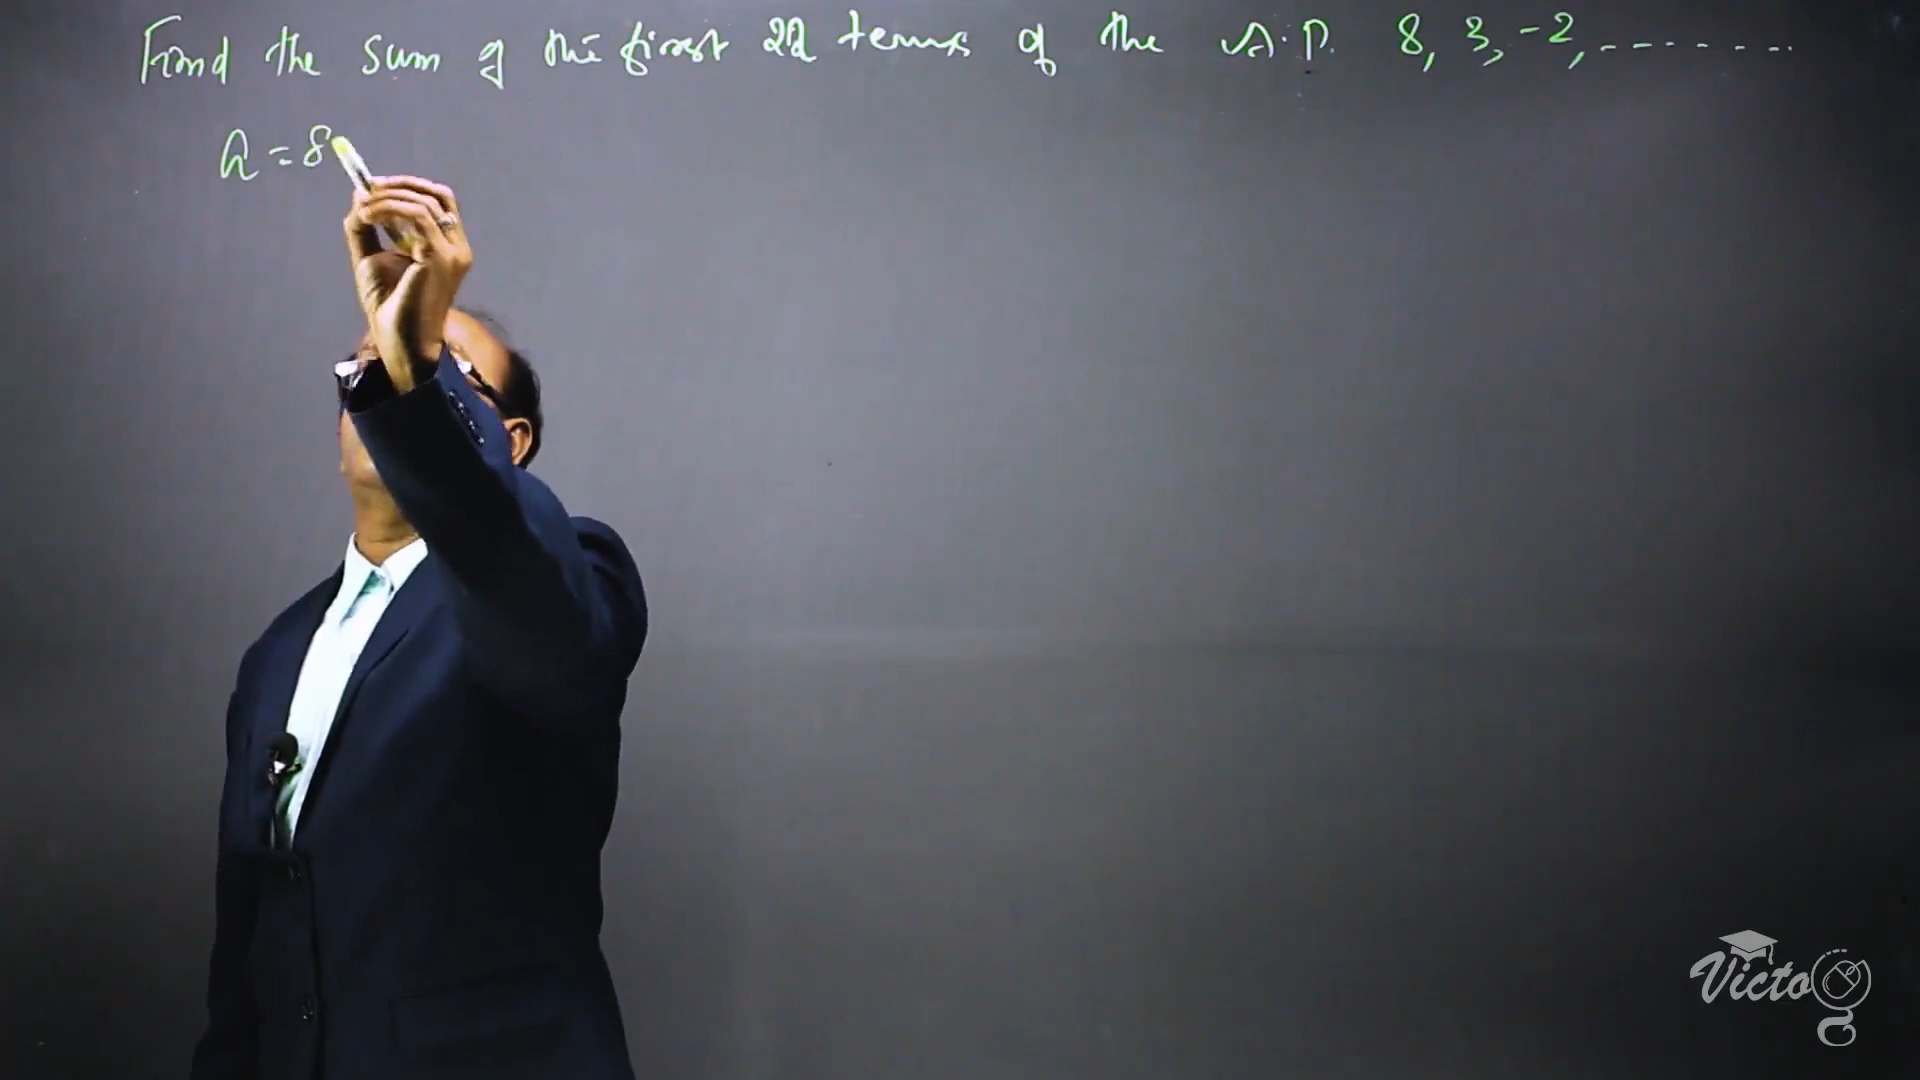 Find the sum of the first 22 terms of the A.P. 8, 3, -2, --------
a = 8
Victo